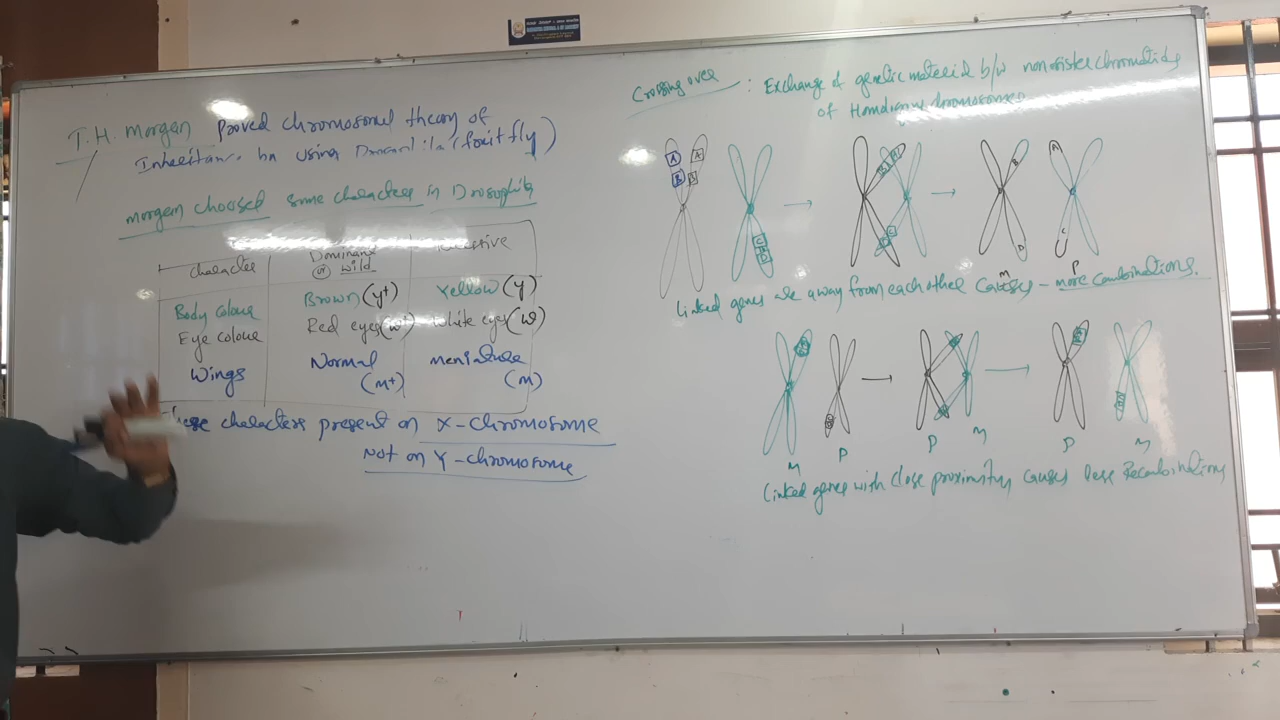 T.H. Morgan Proved chromosomal theory of
Inheritance by using Drosophila (fruit fly)
morgan choosed some characters in Drosophila
character
Dominant
or wild
Recessive
Body colour
Brown (y+)
Yellow (y)
Eye colour
Red eyes (w+)
White eyes (w)
Wings
Normal
(m+)
meniature
(m)
These characters present on X-chromosome
Not on Y-chromosome
Crossing over : Exchange of genetic material b/w non sister chromatids
of Homologous chromosomes
A A
B B
C
D
A
B
D
C
M P
Linked genes are away from each other causes - more combinations.
M P
P M
P M
Linked genes with close proximity causes less Recombinations